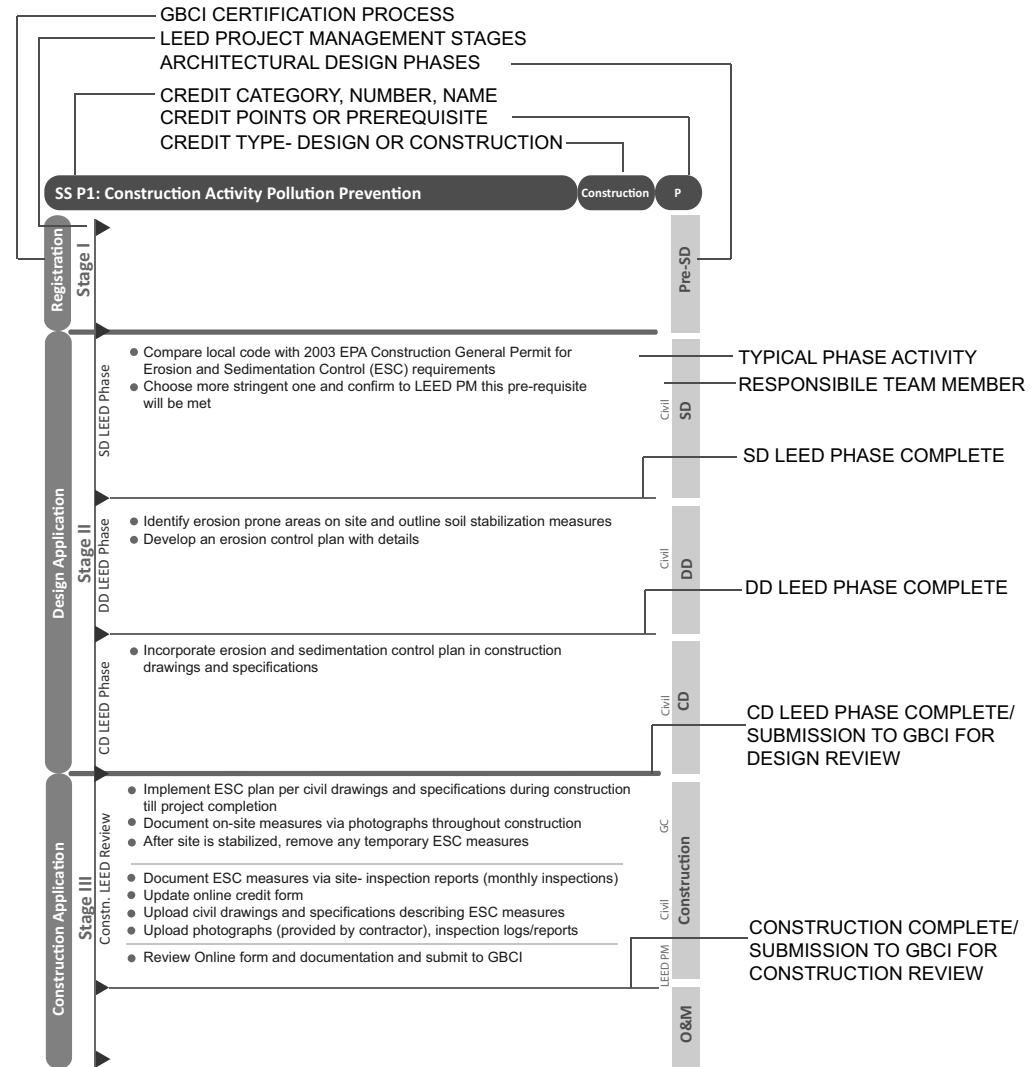 GBCI CERTIFICATION PROCESS
LEED PROJECT MANAGEMENT STAGES
ARCHITECTURAL DESIGN PHASES
CREDIT CATEGORY, NUMBER, NAME
CREDIT POINTS OR PREREQUISITE
CREDIT TYPE- DESIGN OR CONSTRUCTION
SS P1: Construction Activity Pollution Prevention
Construction
P
Registration
Stage I
Pre-SD
Design Application
Stage II
SD LEED Phase
• Compare local code with 2003 EPA Construction General Permit for
Erosion and Sedimentation Control (ESC) requirements
• Choose more stringent one and confirm to LEED PM this pre-requisite
will be met
Civil
SD
TYPICAL PHASE ACTIVITY
RESPONSIBILE TEAM MEMBER
SD LEED PHASE COMPLETE
DD LEED Phase
• Identify erosion prone areas on site and outline soil stabilization measures
• Develop an erosion control plan with details
Civil
DD
DD LEED PHASE COMPLETE
CD LEED Phase
• Incorporate erosion and sedimentation control plan in construction
drawings and specifications
Civil
CD
CD LEED PHASE COMPLETE/
SUBMISSION TO GBCI FOR
DESIGN REVIEW
Construction Application
Stage III
Constn. LEED Review
• Implement ESC plan per civil drawings and specifications during construction
till project completion
• Document on-site measures via photographs throughout construction
• After site is stabilized, remove any temporary ESC measures
GC
• Document ESC measures via site- inspection reports (monthly inspections)
• Update online credit form
• Upload civil drawings and specifications describing ESC measures
• Upload photographs (provided by contractor), inspection logs/reports
Civil
Construction
• Review Online form and documentation and submit to GBCI
LEED PM
CONSTRUCTION COMPLETE/
SUBMISSION TO GBCI FOR
CONSTRUCTION REVIEW
O&M